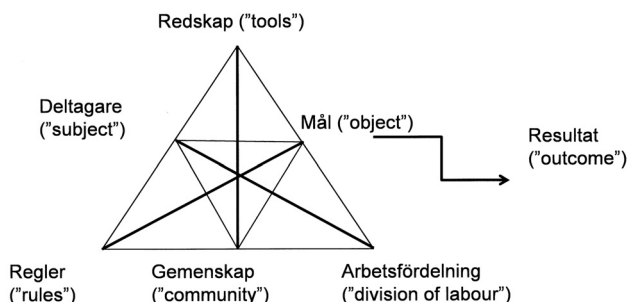 Redskap (”tools”)
Deltagare
(”subject”)
Mål (”object”)
Resultat
(”outcome”)
Regler
(”rules”)
Gemenskap
(”community”)
Arbetsfördelning
(”division of labour”)